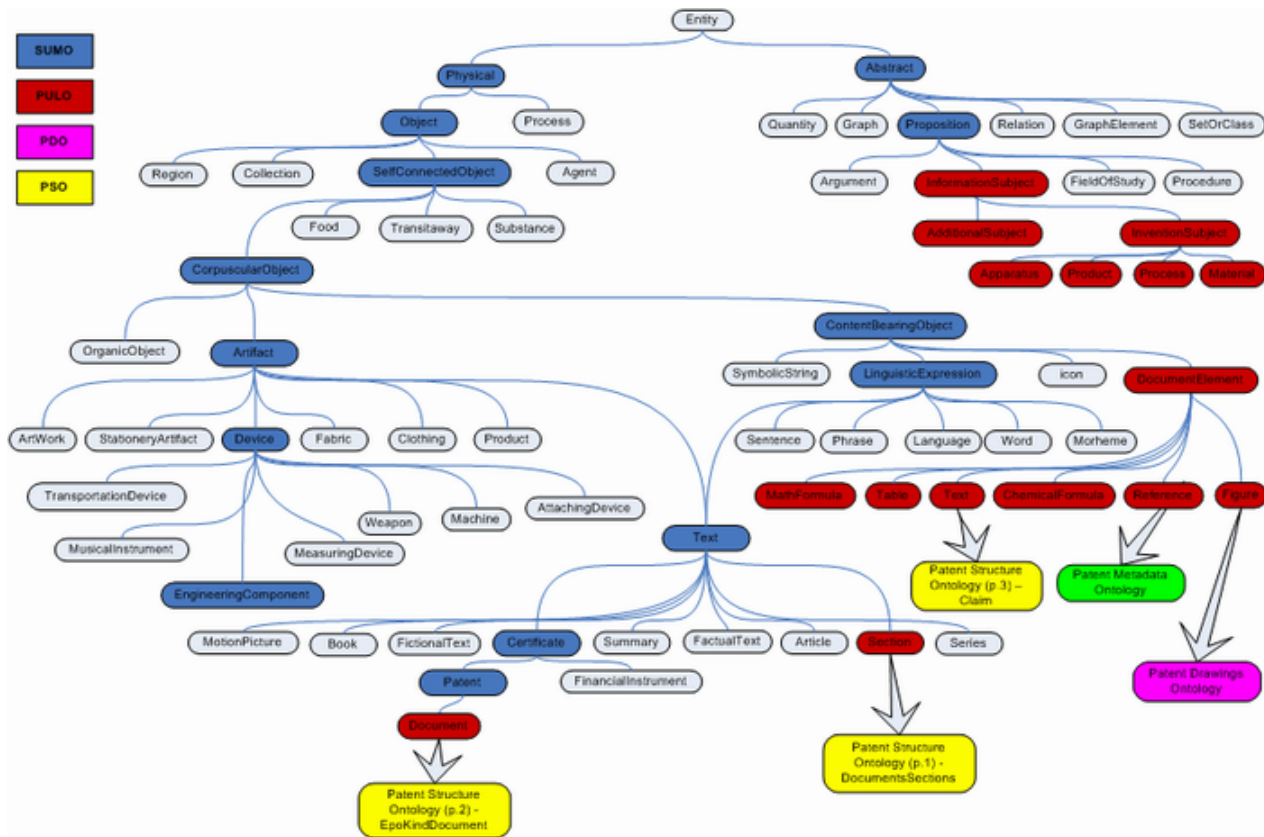 Entity
SUMO
PULO
PDO
PSO
Physical
Abstract
Object
Process
Quantity
Graph
Proposition
Relation
GraphElement
SetOrClass
Region
Collection
SelfConnectedObject
Agent
Argument
InformationSubject
FieldOfStudy
Procedure
Food
Transitaway
Substance
AdditionalSubject
InventionSubject
CorpuscularObject
Apparatus
Product
Process
Material
OrganicObject
Artifact
ContentBearingObject
SymbolicString
LinguisticExpression
icon
DocumentElement
ArtWork
StationeryArtifact
Device
Fabric
Clothing
Product
Sentence
Phrase
Language
Word
Morheme
TransportationDevice
Weapon
Machine
AttachingDevice
MathFormula
Table
Text
ChemicalFormula
Reference
Figure
MusicalInstrument
MeasuringDevice
Text
EngineeringComponent
Patent Structure
Ontology (p.3) –
Claim
Patent Metadata
Ontology
MotionPicture
Book
FictionalText
Certificate
Summary
FactualText
Article
Section
Series
Patent
FinancialInstrument
Patent Drawings
Ontology
Document
Patent Structure
Ontology (p.1) -
DocumentsSections
Patent Structure
Ontology (p.2) -
EpoKindDocument